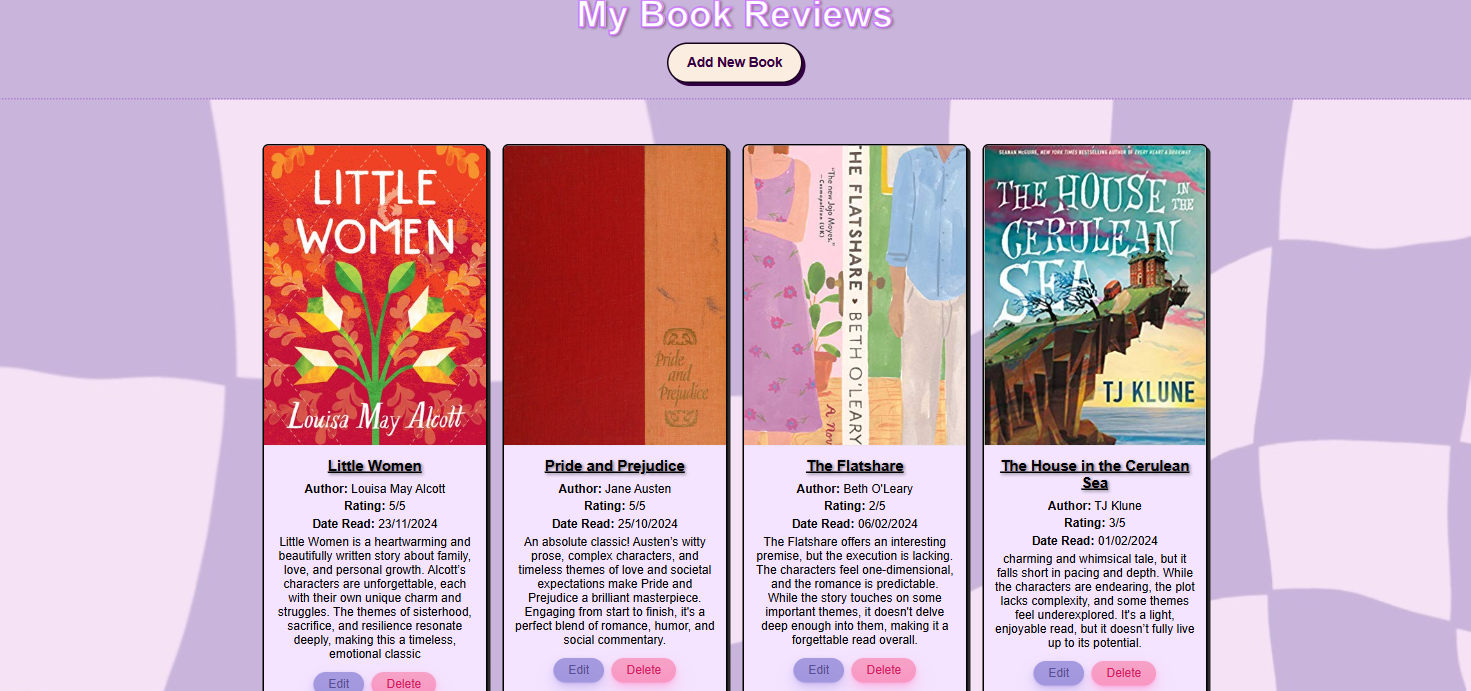 My Book Reviews
Add New Book
LITTLE
WOMEN
Louisa May Alcott
Little Women
Author: Louisa May Alcott
Rating: 5/5
Date Read: 23/11/2024
Little Women is a heartwarming and
beautifully written story about family,
love, and personal growth. Alcott's
characters are unforgettable, each
with their own unique charm and
struggles. The themes of sisterhood,
sacrifice, and resilience resonate
deeply, making this a timeless,
emotional classic
Edit Delete
Pride
and
Prejudice
Pride and Prejudice
Author: Jane Austen
Rating: 5/5
Date Read: 25/10/2024
An absolute classic! Austen's witty
prose, complex characters, and
timeless themes of love and societal
expectations make Pride and
Prejudice a brilliant masterpiece.
Engaging from start to finish, it's a
perfect blend of romance, humor, and
social commentary.
Edit Delete
"The new Jojo Moyes."
—Cosmopolitan (UK)
THE FLATSHARE • BETH O'LEARY
A Nov
The Flatshare
Author: Beth O'Leary
Rating: 2/5
Date Read: 06/02/2024
The Flatshare offers an interesting
premise, but the execution is lacking.
The characters feel one-dimensional,
and the romance is predictable.
While the story touches on some
important themes, it doesn't delve
deep enough into them, making it a
forgettable read overall.
Edit Delete
SEANAN McGUIRE, NEW YORK TIMES BESTSELLING AUTHOR OF EVERY HEART A DOORWAY
THE HOUSE IN THE
CERULEAN
SEA
TJ KLUNE
The House in the Cerulean
Sea
Author: TJ Klune
Rating: 3/5
Date Read: 01/02/2024
charming and whimsical tale, but it
falls short in pacing and depth. While
the characters are endearing, the plot
lacks complexity, and some themes
feel underexplored. It's a light,
enjoyable read, but it doesn't fully live
up to its potential.
Edit Delete